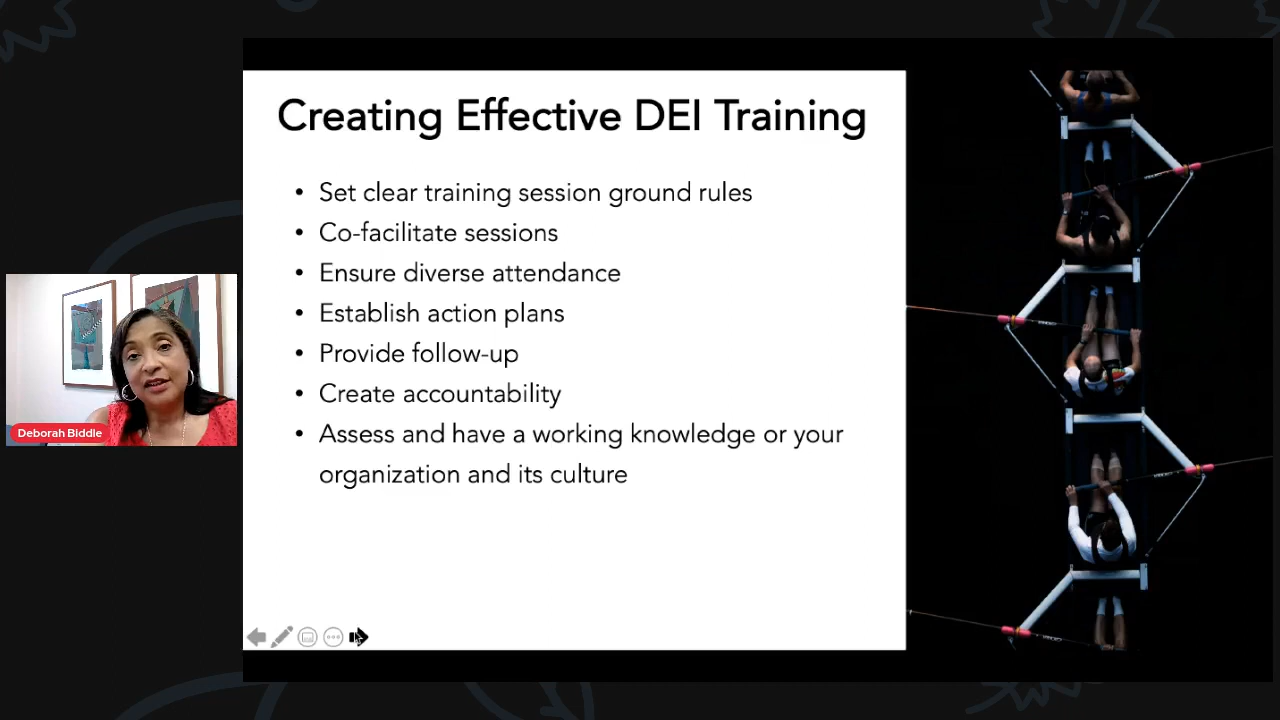 Creating Effective DEI Training
• Set clear training session ground rules
• Co-facilitate sessions
• Ensure diverse attendance
• Establish action plans
• Provide follow-up
• Create accountability
• Assess and have a working knowledge or your
organization and its culture
Deborah Biddle